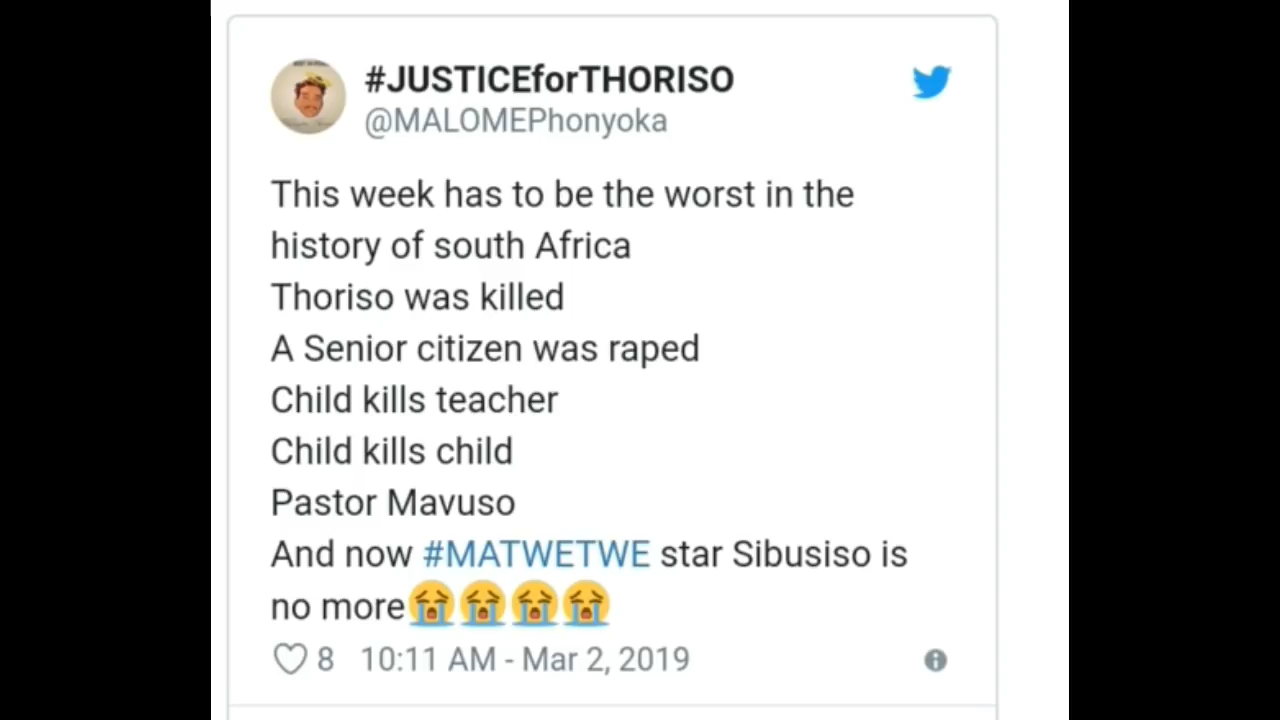 #JUSTICEforTHORISO
@MALOMEPhonyoka
This week has to be the worst in the
history of south Africa
Thoriso was killed
A Senior citizen was raped
Child kills teacher
Child kills child
Pastor Mavuso
And now #MATWETWE star Sibusiso is
no more😭😭😭😭
8 10:11 AM - Mar 2, 2019